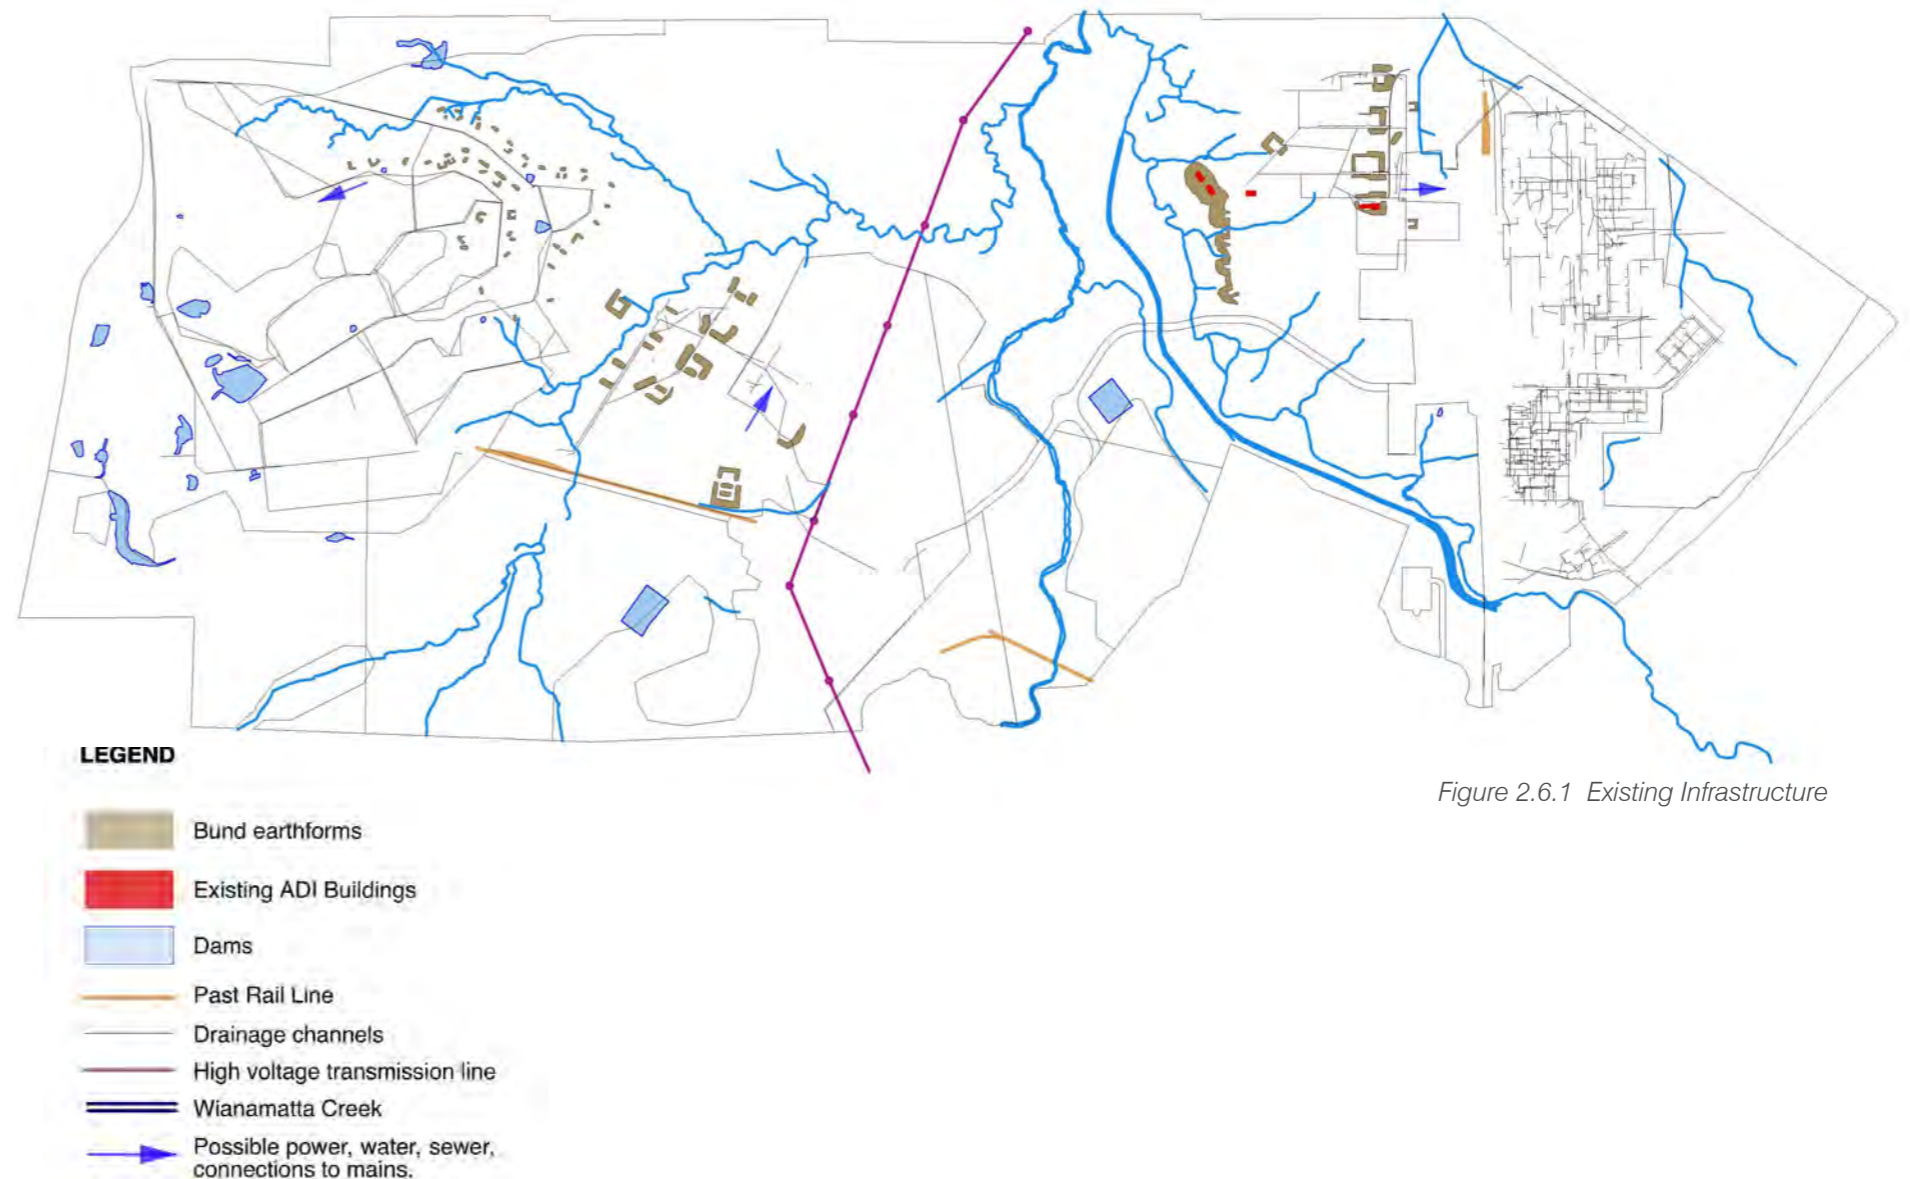 Figure 2.6.1 Existing Infrastructure
LEGEND
Bund earthforms
Existing ADI Buildings
Dams
Past Rail Line
Drainage channels
High voltage transmission line
Wianamatta Creek
Possible power, water, sewer,
connections to mains.